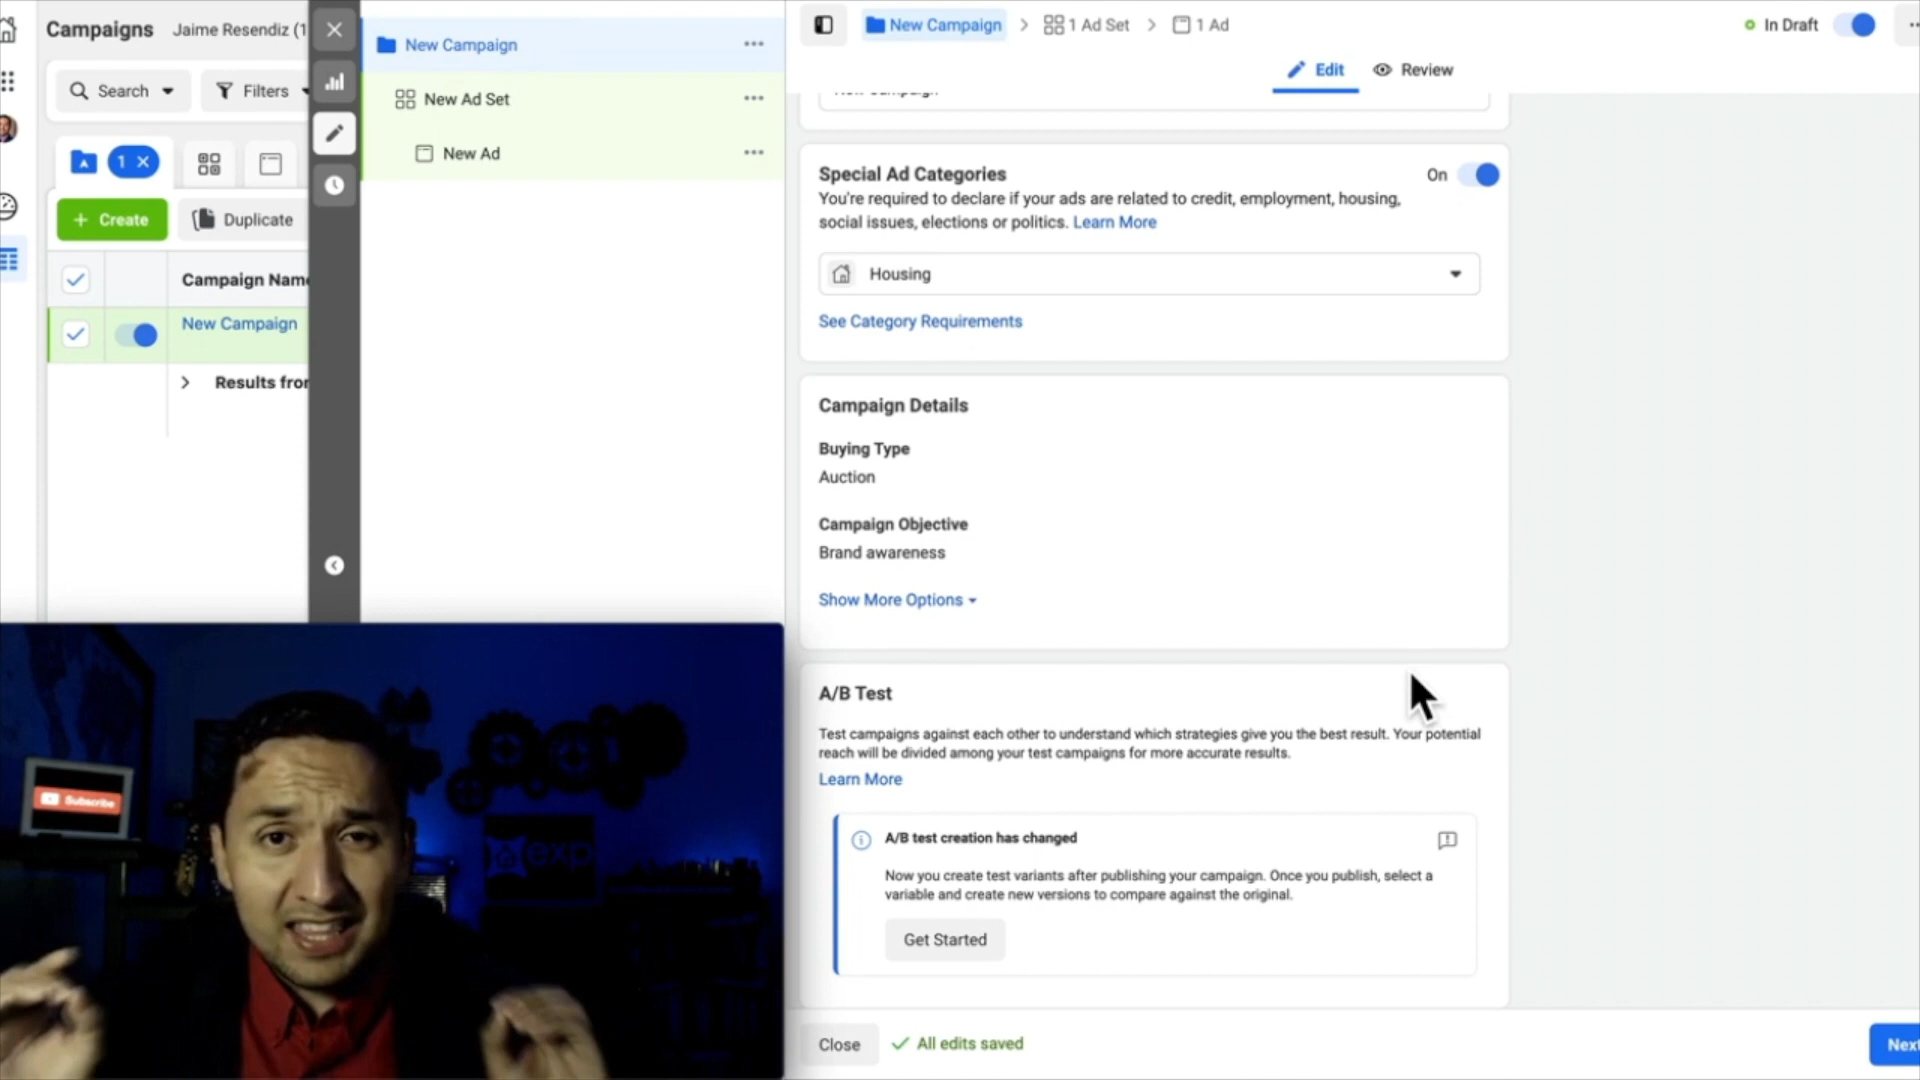 Campaigns
Jaime Resendiz (1
Search
Filters
1
Create
Duplicate
Campaign Name
New Campaign
Results from
New Campaign
New Ad Set
New Ad
New Campaign
1 Ad Set
1 Ad
In Draft
Edit
Review
New Campaign
Special Ad Categories
On
You're required to declare if your ads are related to credit, employment, housing,
social issues, elections or politics. Learn More
Housing
See Category Requirements
Campaign Details
Buying Type
Auction
Campaign Objective
Brand awareness
Show More Options
A/B Test
Test campaigns against each other to understand which strategies give you the best result. Your potential
reach will be divided among your test campaigns for more accurate results.
Learn More
A/B test creation has changed
Now you create test variants after publishing your campaign. Once you publish, select a
variable and create new versions to compare against the original.
Get Started
Close
All edits saved
Next
Subscribe
exp